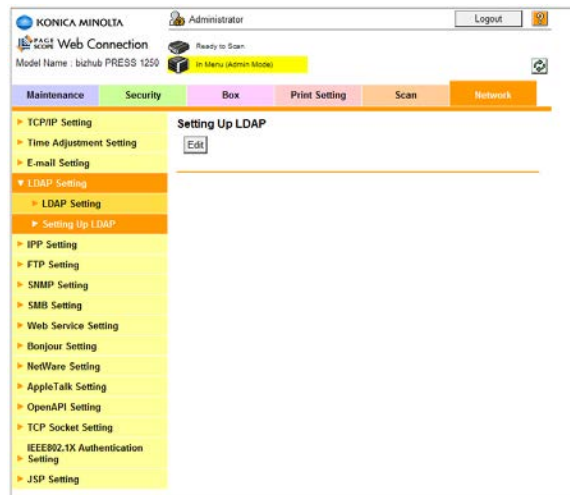 KONICA MINOLTA
Administrator
Logout
?
PAGE SCOPE Web Connection
Ready to Scan
Model Name : bizhub PRESS 1250
In Menu (Admin Mode)
Maintenance Security Box Print Setting Scan Network
TCP/IP Setting
Time Adjustment Setting
E-mail Setting
LDAP Setting
LDAP Setting
Setting Up LDAP
IPP Setting
FTP Setting
SNMP Setting
SMB Setting
Web Service Setting
Bonjour Setting
NetWare Setting
AppleTalk Setting
OpenAPI Setting
TCP Socket Setting
IEEE802.1X Authentication
Setting
JSP Setting
Setting Up LDAP
Edit